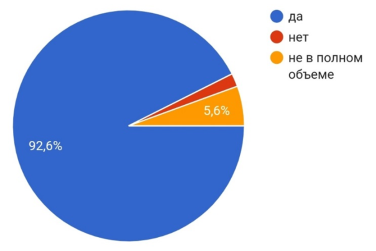 да
нет
не в полном
объеме
5,6%
92,6%